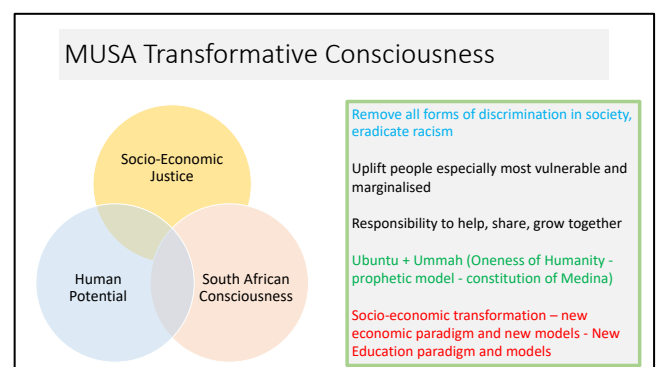 MUSA Transformative Consciousness
Socio-Economic
Justice
Human
Potential
South African
Consciousness
Remove all forms of discrimination in society,
eradicate racism
Uplift people especially most vulnerable and
marginalised
Responsibility to help, share, grow together
Ubuntu + Ummah (Oneness of Humanity -
prophetic model - constitution of Medina)
Socio-economic transformation – new
economic paradigm and new models - New
Education paradigm and models